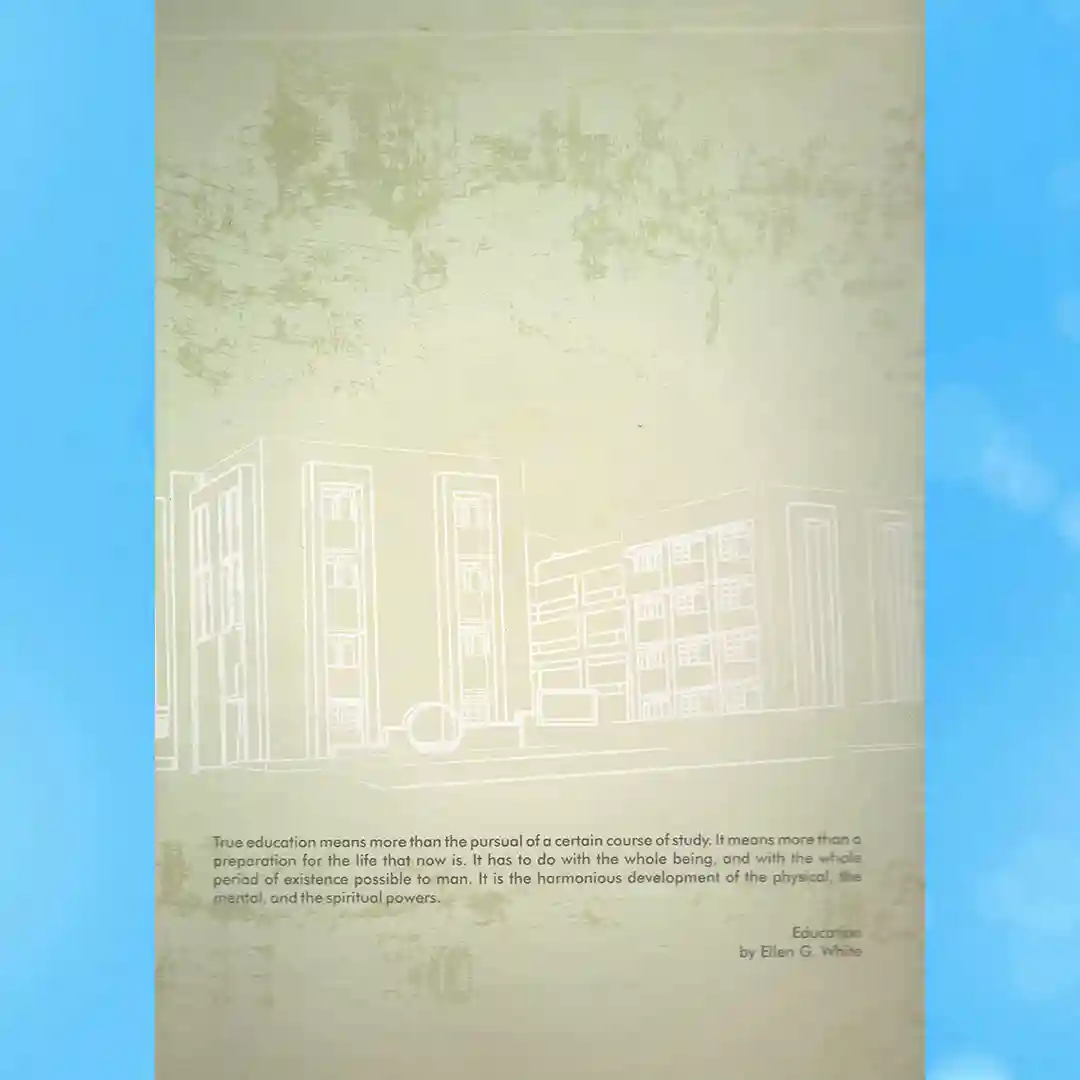 True education means more than the pursual of a certain course of study. It means more than a
preparation for the life that now is. It has to do with the whole being, and with the whole
period of existence possible to man. It is the harmonious development of the physical, the
mental, and the spiritual powers.
Education
by Ellen G. White